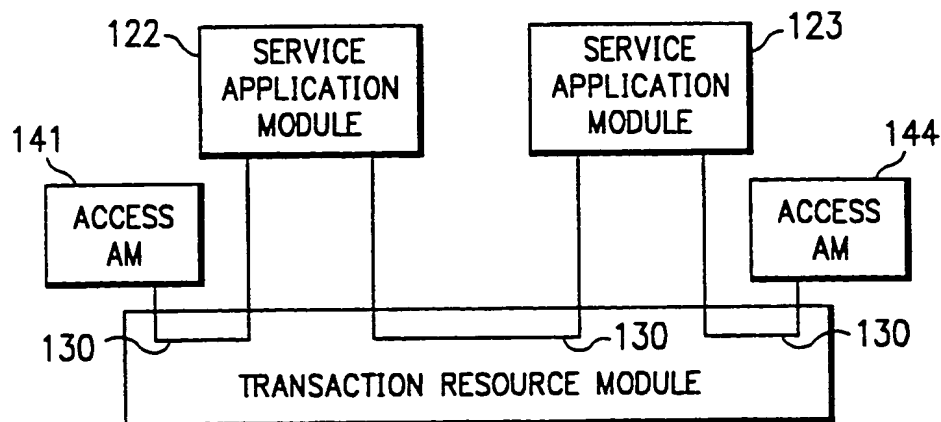 122
SERVICE
APPLICATION
MODULE
SERVICE
APPLICATION
MODULE
123
141
ACCESS
AM
144
ACCESS
AM
130
130
130
TRANSACTION RESOURCE MODULE